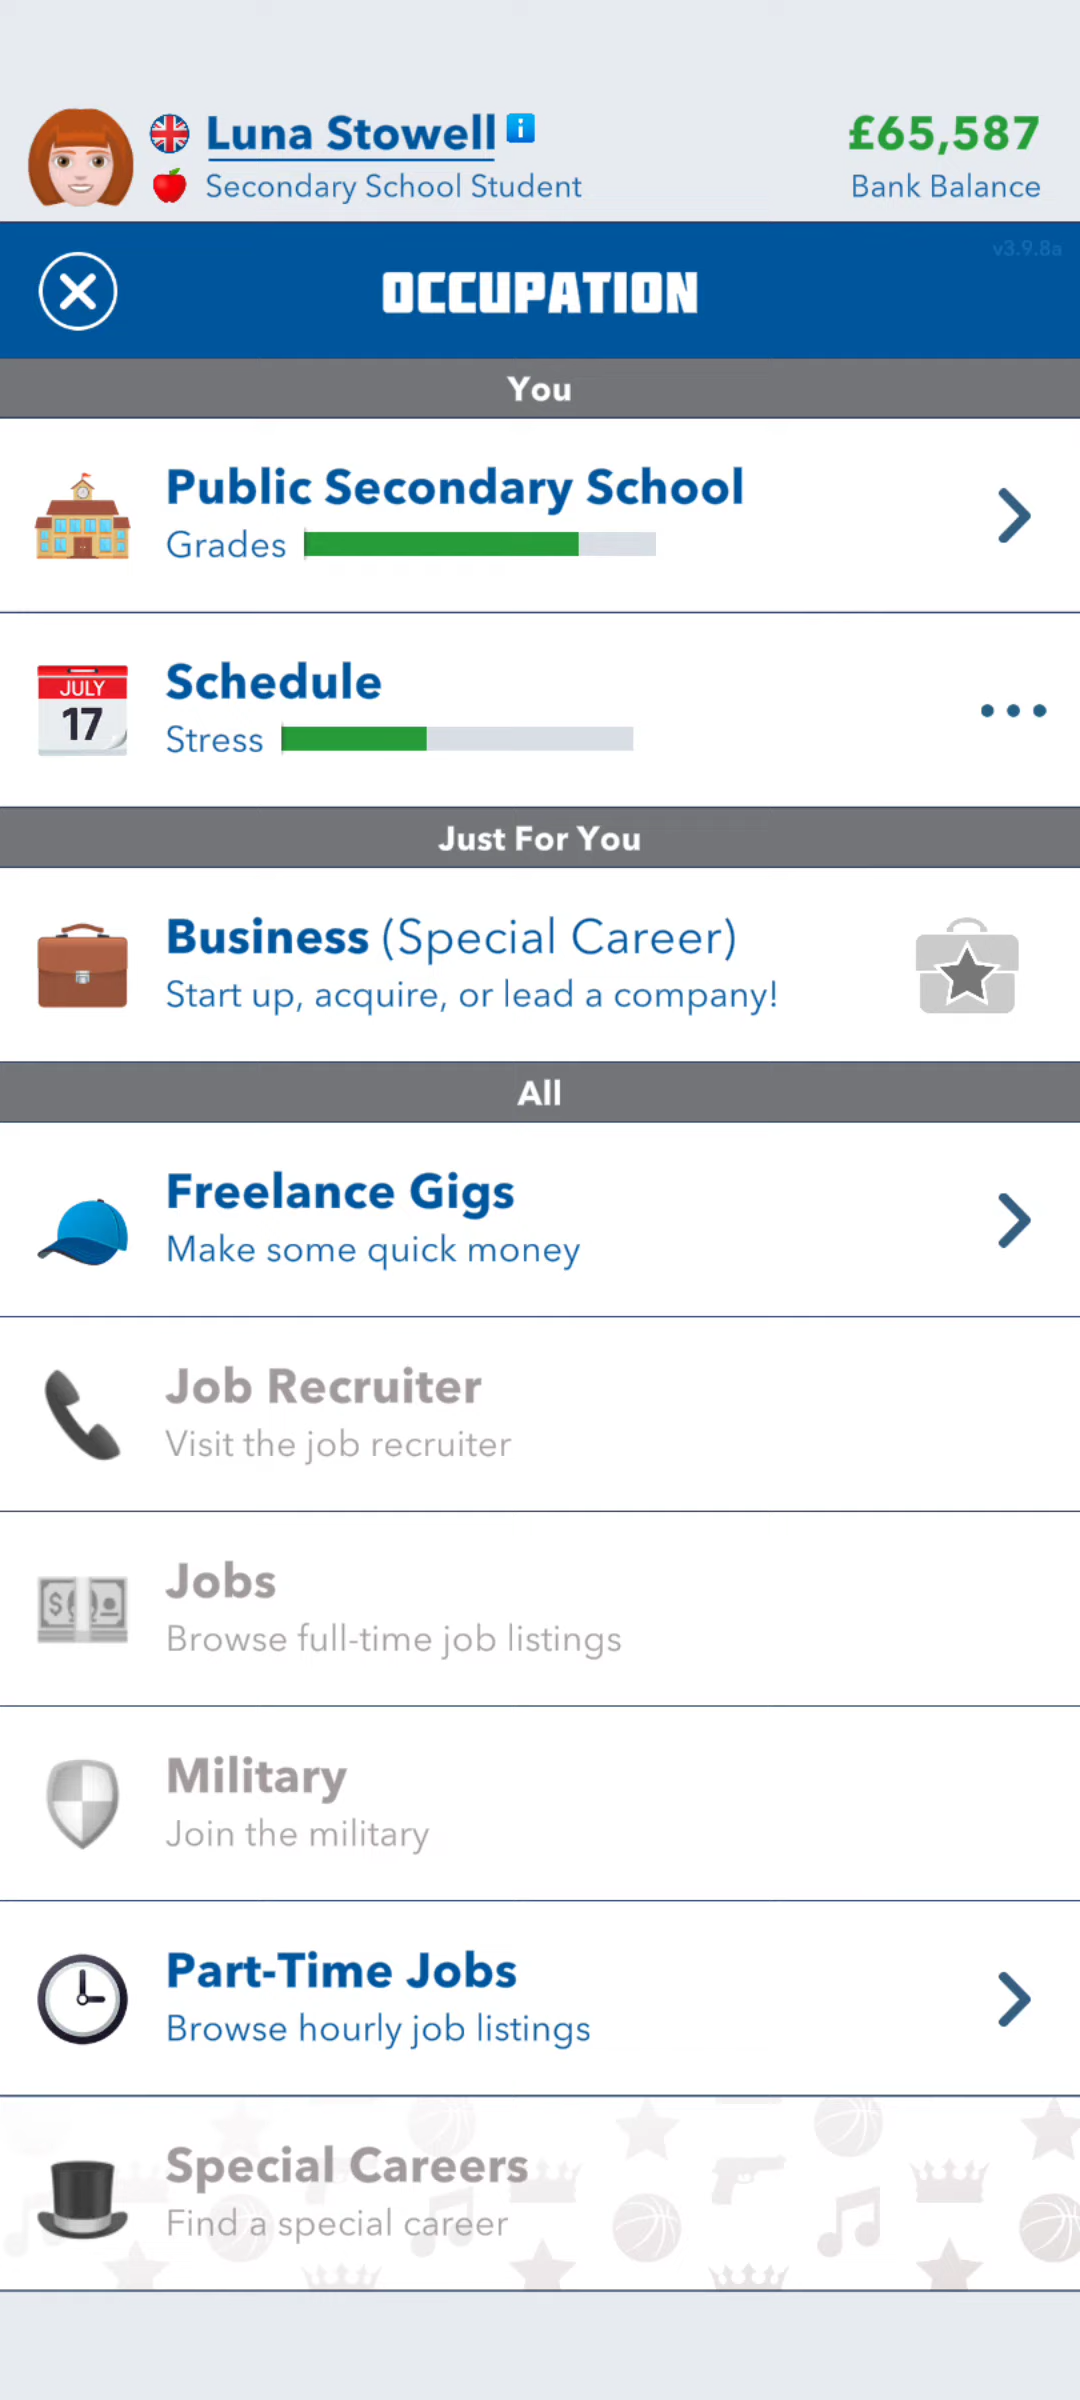 Luna Stowell
£65,587
Secondary School Student
Bank Balance
v3.9.8a
OCCUPATION
You
Public Secondary School
Grades
JULY
17
Schedule
Stress
Just For You
Business (Special Career)
Start up, acquire, or lead a company!
All
Freelance Gigs
Make some quick money
Job Recruiter
Visit the job recruiter
Jobs
Browse full-time job listings
Military
Join the military
Part-Time Jobs
Browse hourly job listings
Special Careers
Find a special career